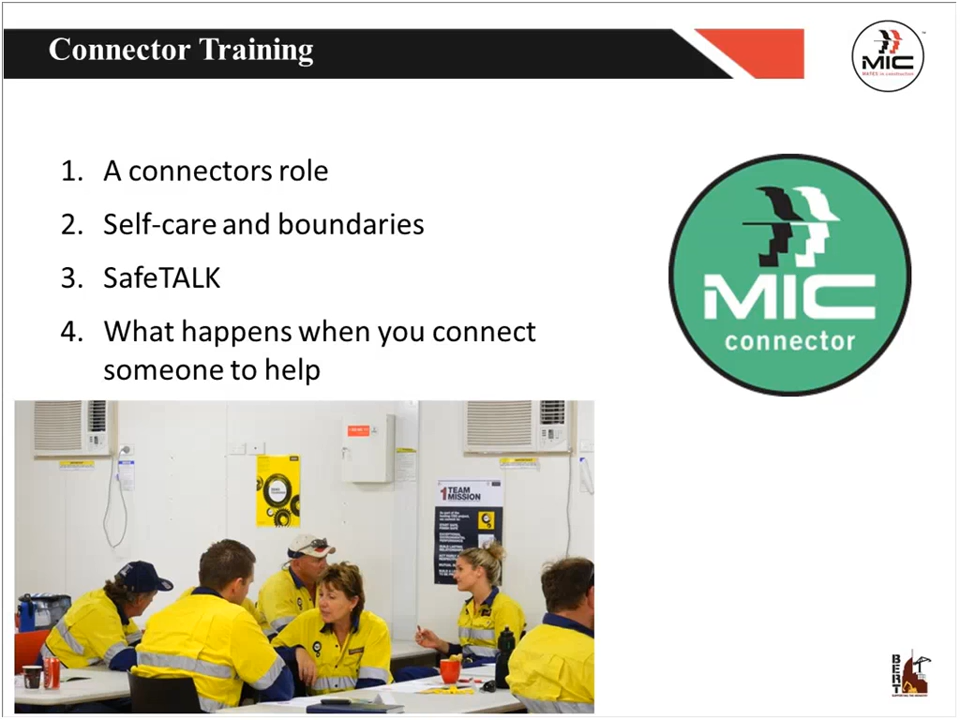 Connector Training
MIC
MATES in construction
1. A connectors role
2. Self-care and boundaries
3. SafeTALK
4. What happens when you connect
someone to help
MIC
connector
1 TEAM
MISSION
BERT